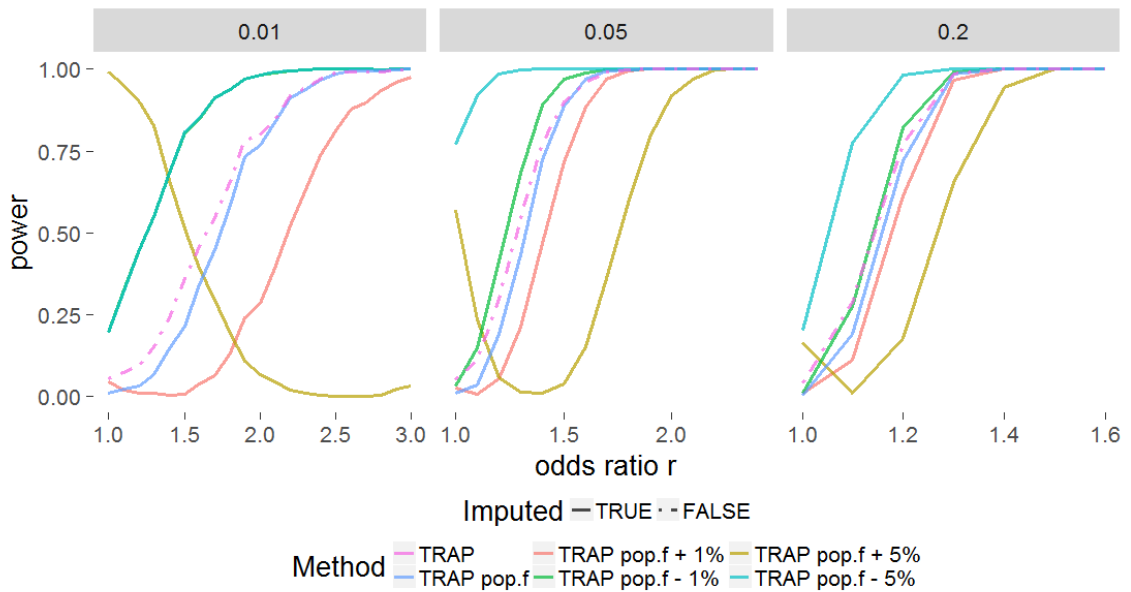 0.01 0.05 0.2
1.00
0.75
0.50
0.25
0.00
power
1.0 1.5 2.0 2.5 3.0 1.0 1.5 2.0 1.0 1.2 1.4 1.6
odds ratio r
Imputed TRUE FALSE
Method TRAP TRAP pop.f + 1% TRAP pop.f + 5%
TRAP pop.f TRAP pop.f - 1% TRAP pop.f - 5%